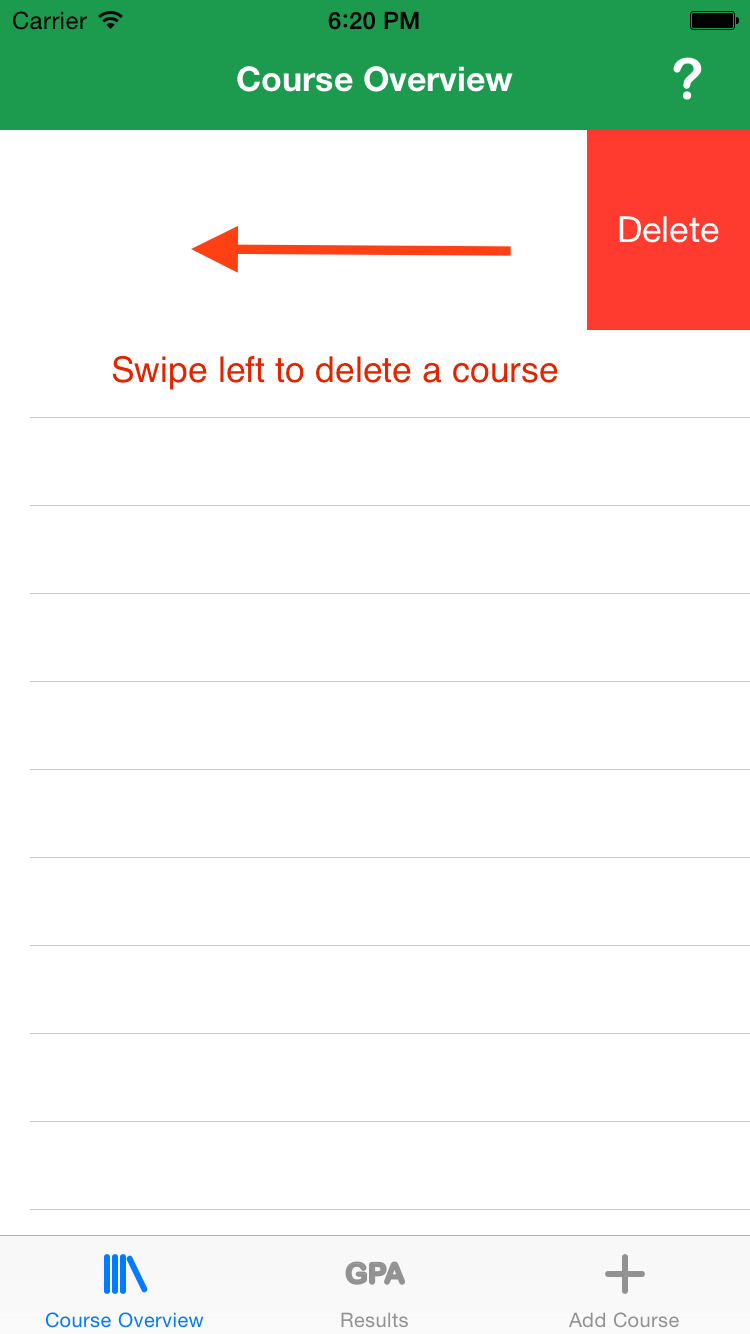 Carrier 6:20 PM
Course Overview ?
Delete
Swipe left to delete a course
GPA
Course Overview Results Add Course